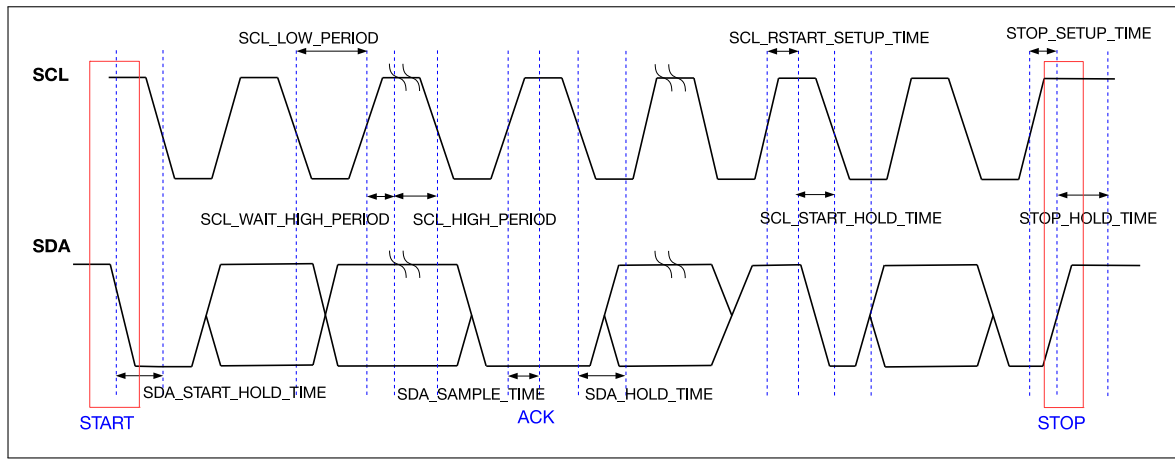 SCL_LOW_PERIOD
SCL_RSTART_SETUP_TIME
STOP_SETUP_TIME
SCL
SCL_WAIT_HIGH_PERIOD
SCL_HIGH_PERIOD
SCL_START_HOLD_TIME
STOP_HOLD_TIME
SDA
SDA_START_HOLD_TIME
SDA_SAMPLE_TIME
SDA_HOLD_TIME
START
ACK
STOP